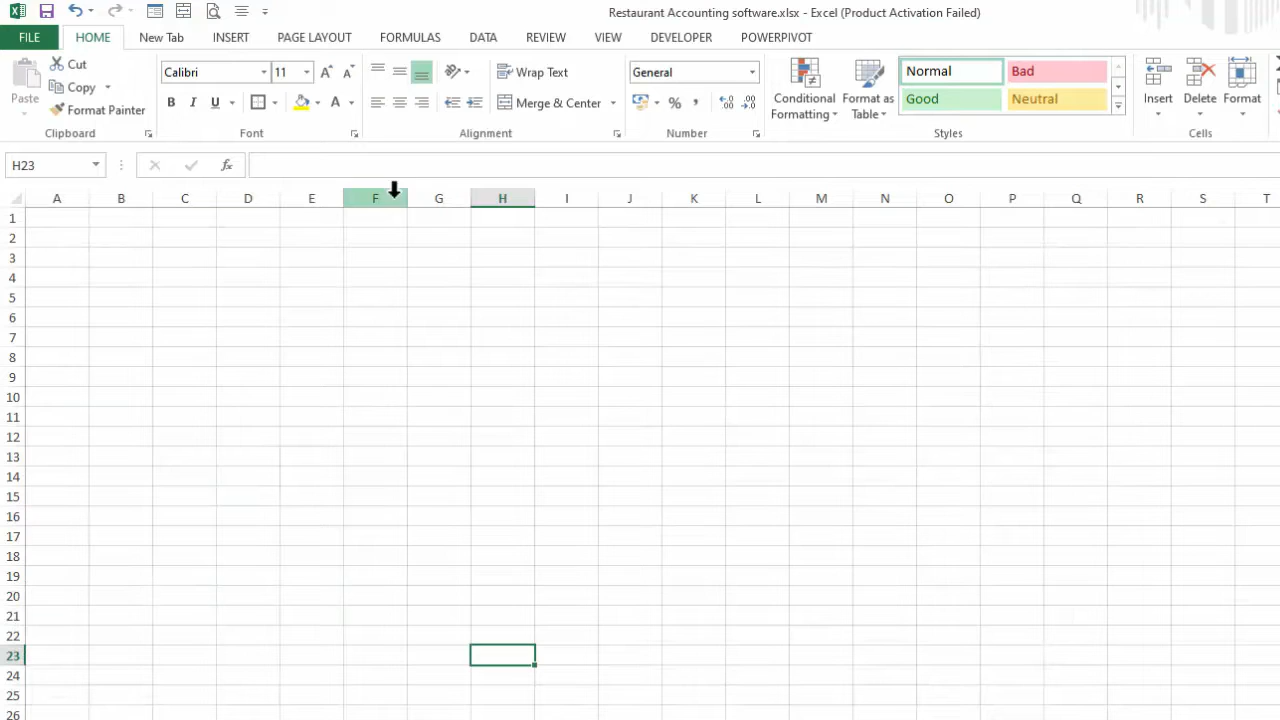 Restaurant Accounting software.xlsx - Excel (Product Activation Failed)
FILE HOME New Tab INSERT PAGE LAYOUT FORMULAS DATA REVIEW VIEW DEVELOPER POWERPIVOT
Paste
Cut
Copy
Format Painter
Clipboard
Calibri 11
B I U A
Font
Wrap Text
Merge & Center
Alignment
General
%
Number
Conditional Formatting
Format as Table
Normal Bad
Good Neutral
Styles
Insert Delete Format
Cells
H23 fx
A B C D E F G H I J K L M N O P Q R S T
1
2
3
4
5
6
7
8
9
10
11
12
13
14
15
16
17
18
19
20
21
22
23
24
25
26